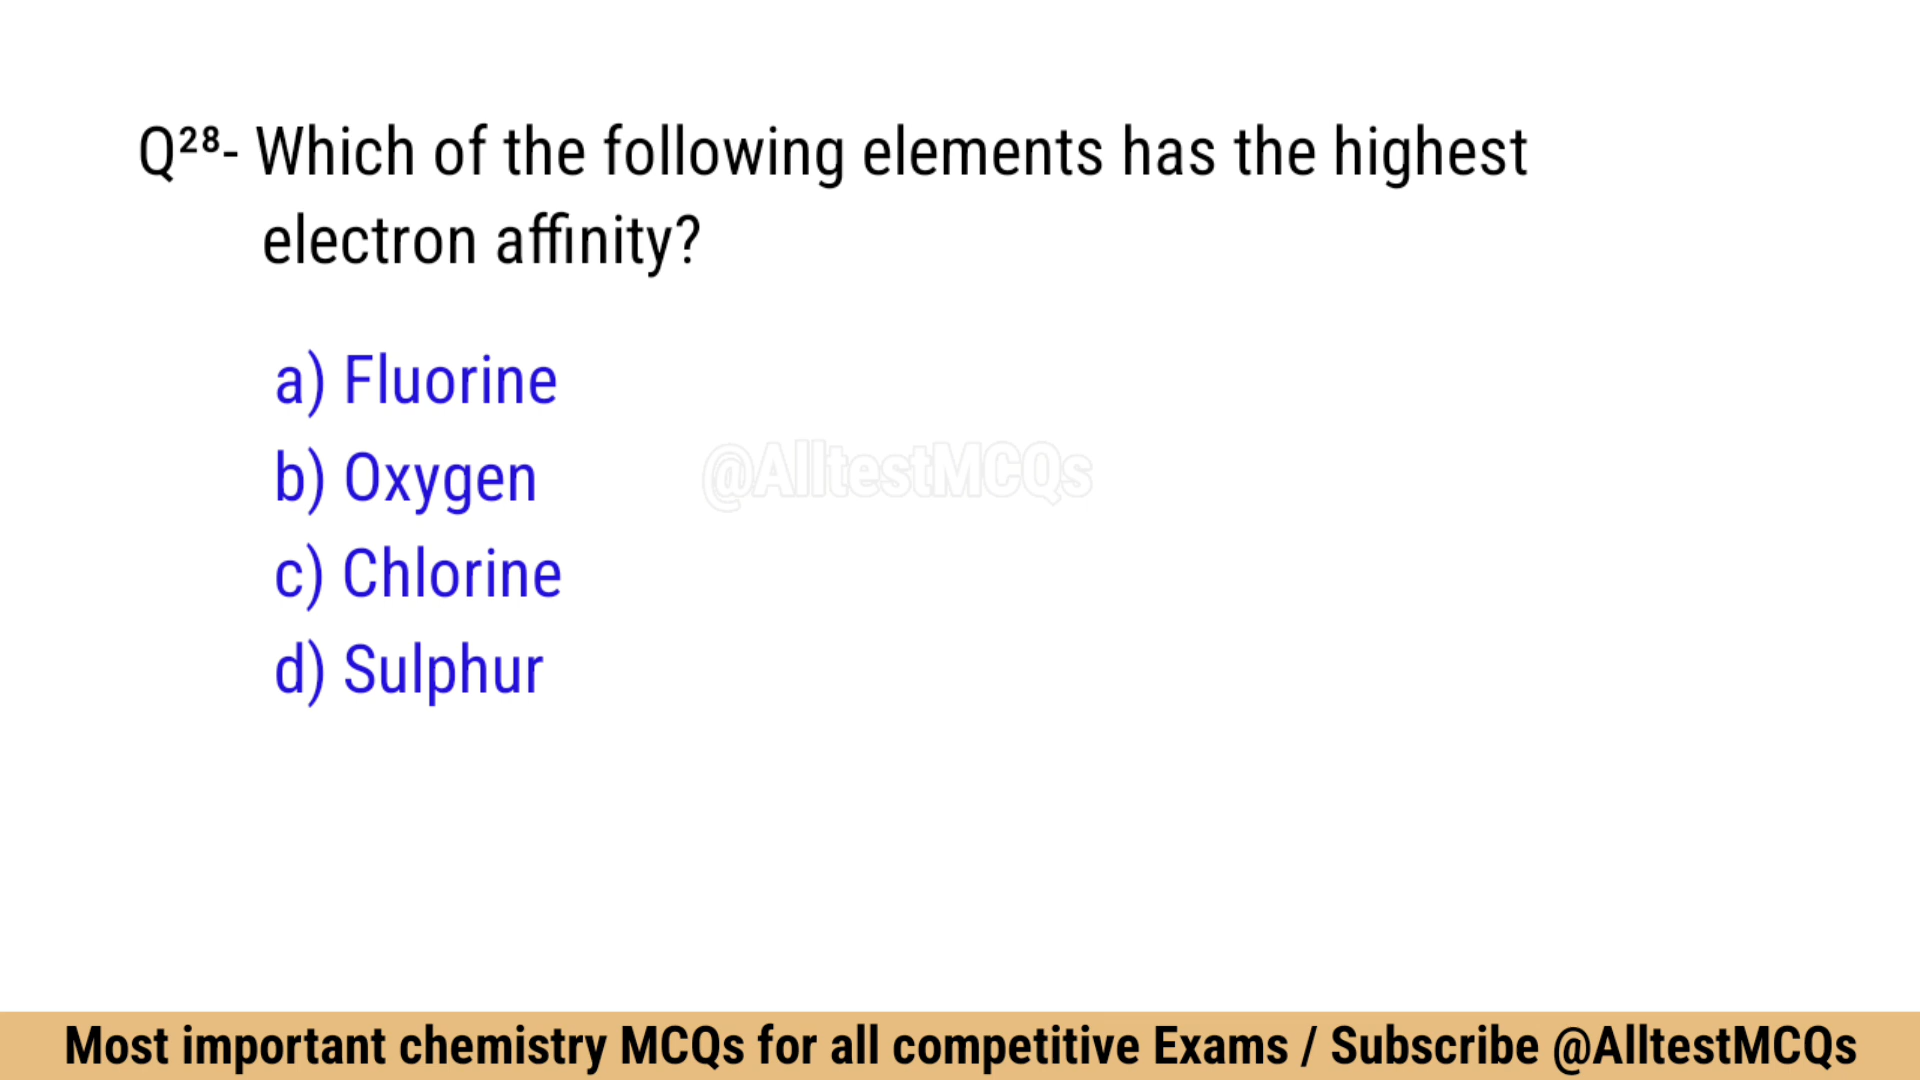 Q²⁸- Which of the following elements has the highest
electron affinity?
a) Fluorine
b) Oxygen
@AlltestMCQs
c) Chlorine
d) Sulphur
Most important chemistry MCQs for all competitive Exams / Subscribe @AlltestMCQs